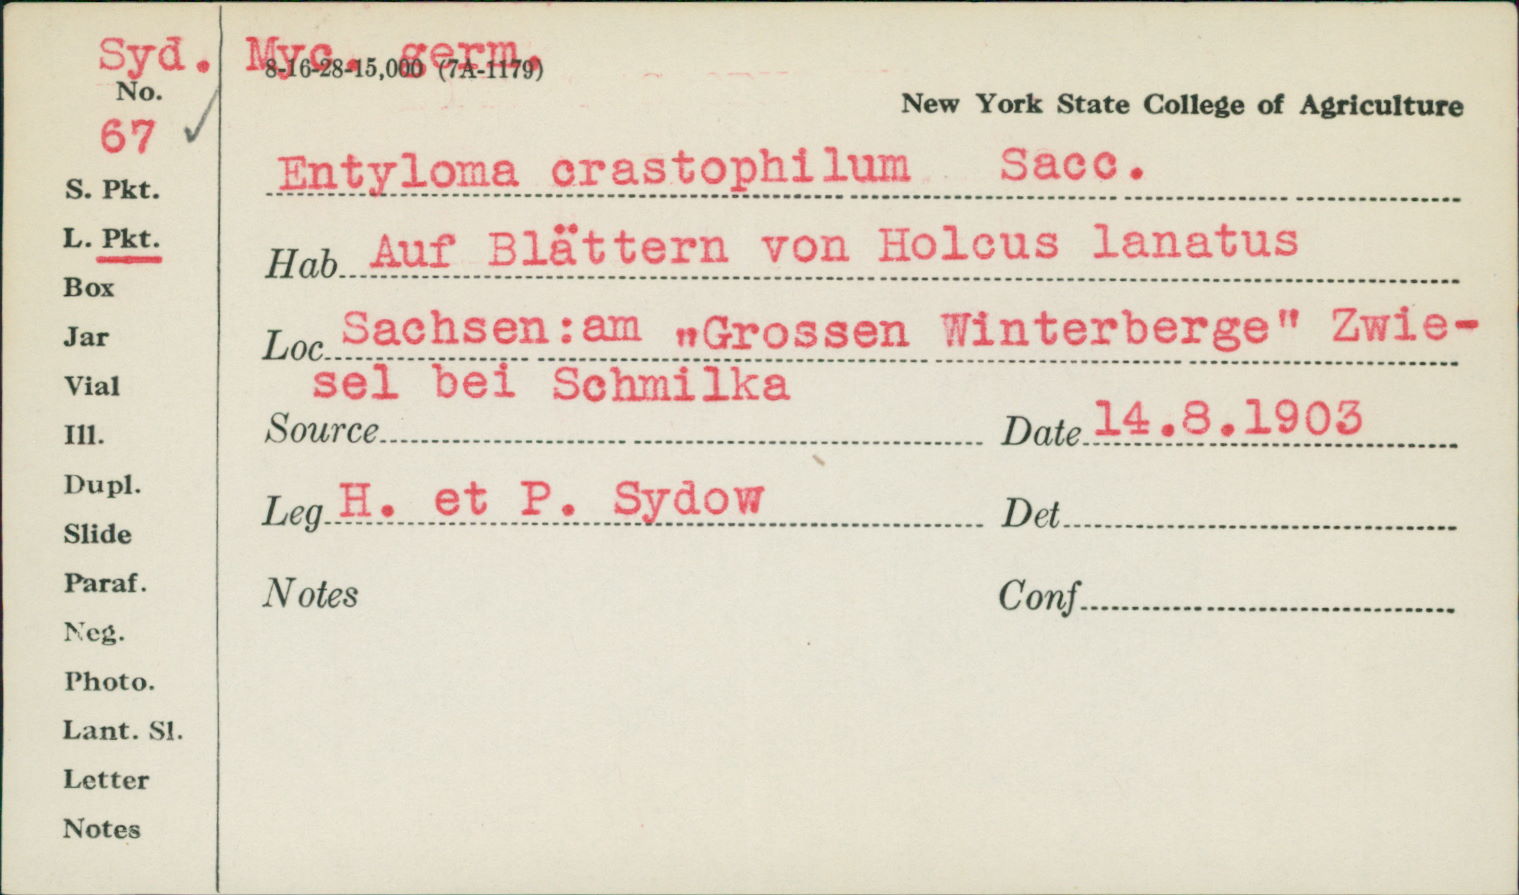 Syd. Myc. germ.
8-16-28-15,000 (7A-1179)
No.
67 ✓
New York State College of Agriculture
Entyloma crastophilum Sacc.
S. Pkt.
L. Pkt.
Hab Auf Blättern von Holcus lanatus
Box
Jar
Loc Sachsen:am „Grossen Winterberge" Zwie-
sel bei Schmilka
Vial
Ill.
Source
Date 14.8.1903
Dupl.
Leg H. et P. Sydow
Det
Slide
Paraf.
Notes
Conf
Neg.
Photo.
Lant. Sl.
Letter
Notes